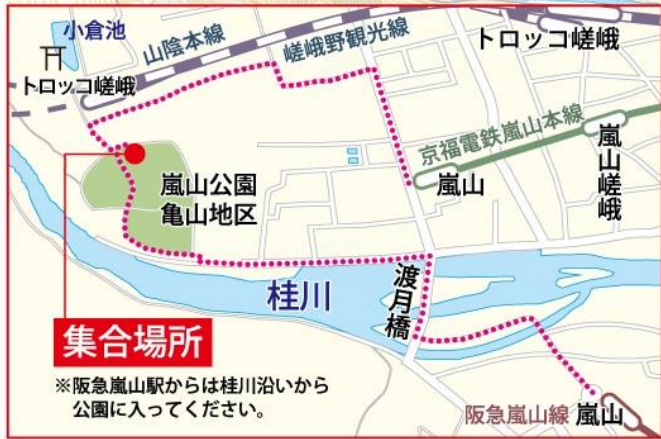 小倉池
トロッコ嵯峨
山陰本線
嵯峨野観光線
トロッコ嵯峨
京福電鉄嵐山本線
嵐山
嵐山嵯峨
嵐山公園
亀山地区
桂川
渡月橋
集合場所
※阪急嵐山駅からは桂川沿いから
公園に入ってください。
阪急嵐山線
嵐山